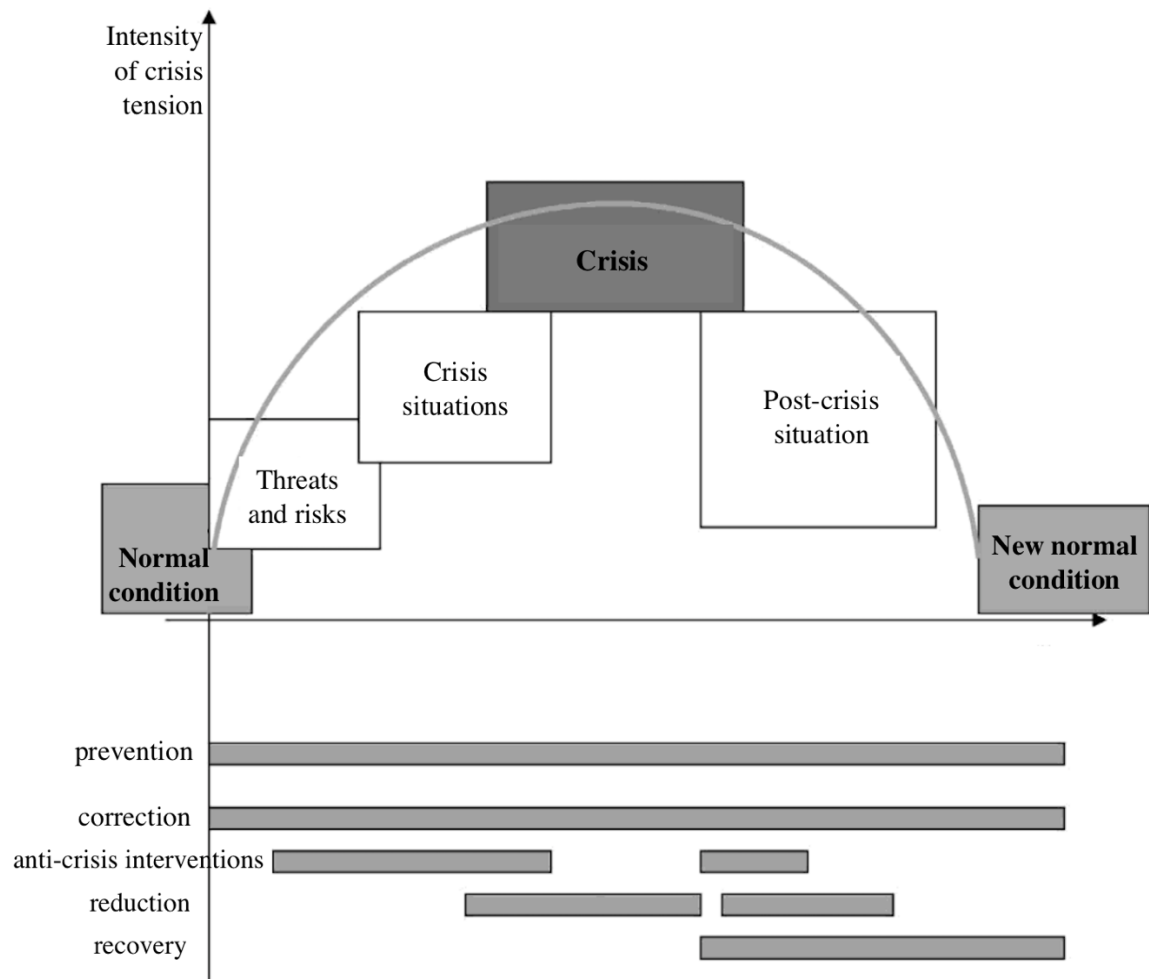 Intensity
of crisis
tension
Crisis
Crisis
situations
Post-crisis
situation
Threats
and risks
Normal
condition
New normal
condition
prevention
correction
anti-crisis interventions
reduction
recovery